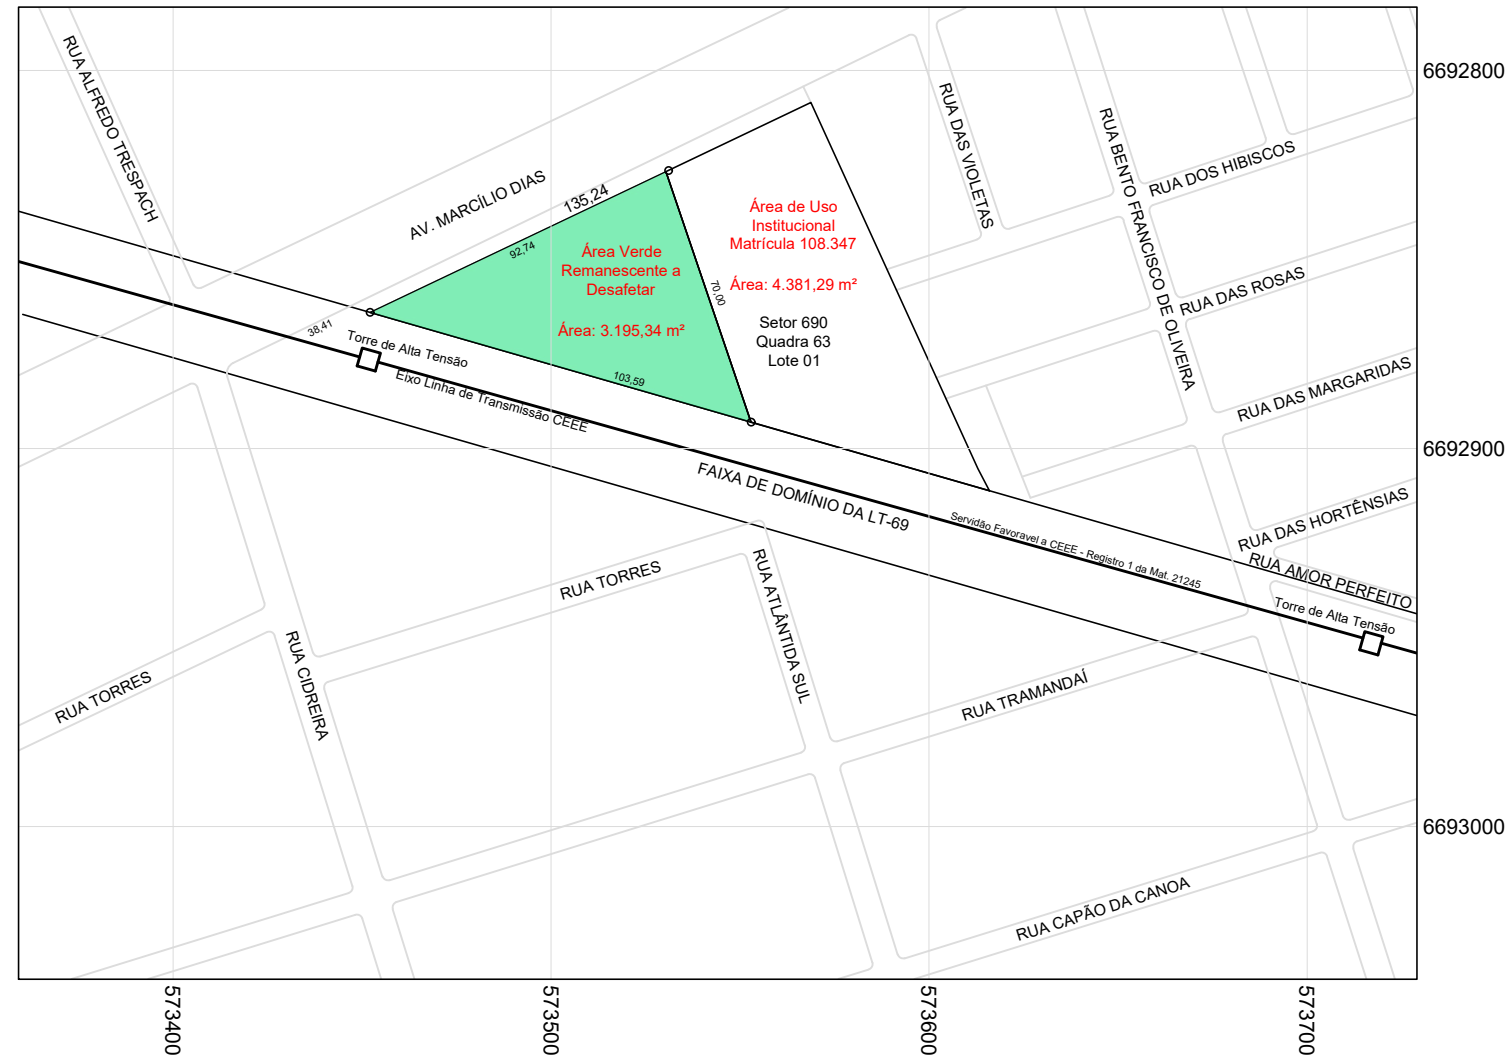 6692800
RUA ALFREDO TRESPACH
AV. MARCÍLIO DIAS
135,24
92,74
38,41
Área Verde
Remanescente a
Desafetar
Área: 3.195,34 m²
70,00
103,59
Área de Uso
Institucional
Matrícula 108.347
Área: 4.381,29 m²
Setor 690
Quadra 63
Lote 01
RUA DAS VIOLETAS
RUA BENTO FRANCISCO DE OLIVEIRA
RUA DOS HIBISCOS
RUA DAS ROSAS
RUA DAS MARGARIDAS
6692900
RUA DAS HORTÊNSIAS
RUA AMOR PERFEITO
Torre de Alta Tensão
Eixo Linha de Transmissão CEEE
FAIXA DE DOMÍNIO DA LT-69
Servidão Favoravel a CEEE - Registro 1 da Mat. 21245
Torre de Alta Tensão
RUA TORRES
RUA ATLÂNTIDA SUL
RUA CIDREIRA
RUA TORRES
RUA TRAMANDAÍ
6693000
RUA CAPÃO DA CANOA
573400
573500
573600
573700